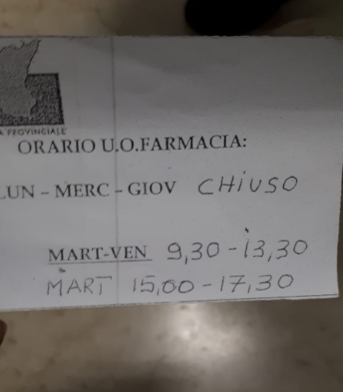 A PROVINCIALE
ORARIO U.O.FARMACIA:
LUN - MERC - GIOV CHIUSO
MART-VEN 9,30-13,30
MART 15,00-17,30